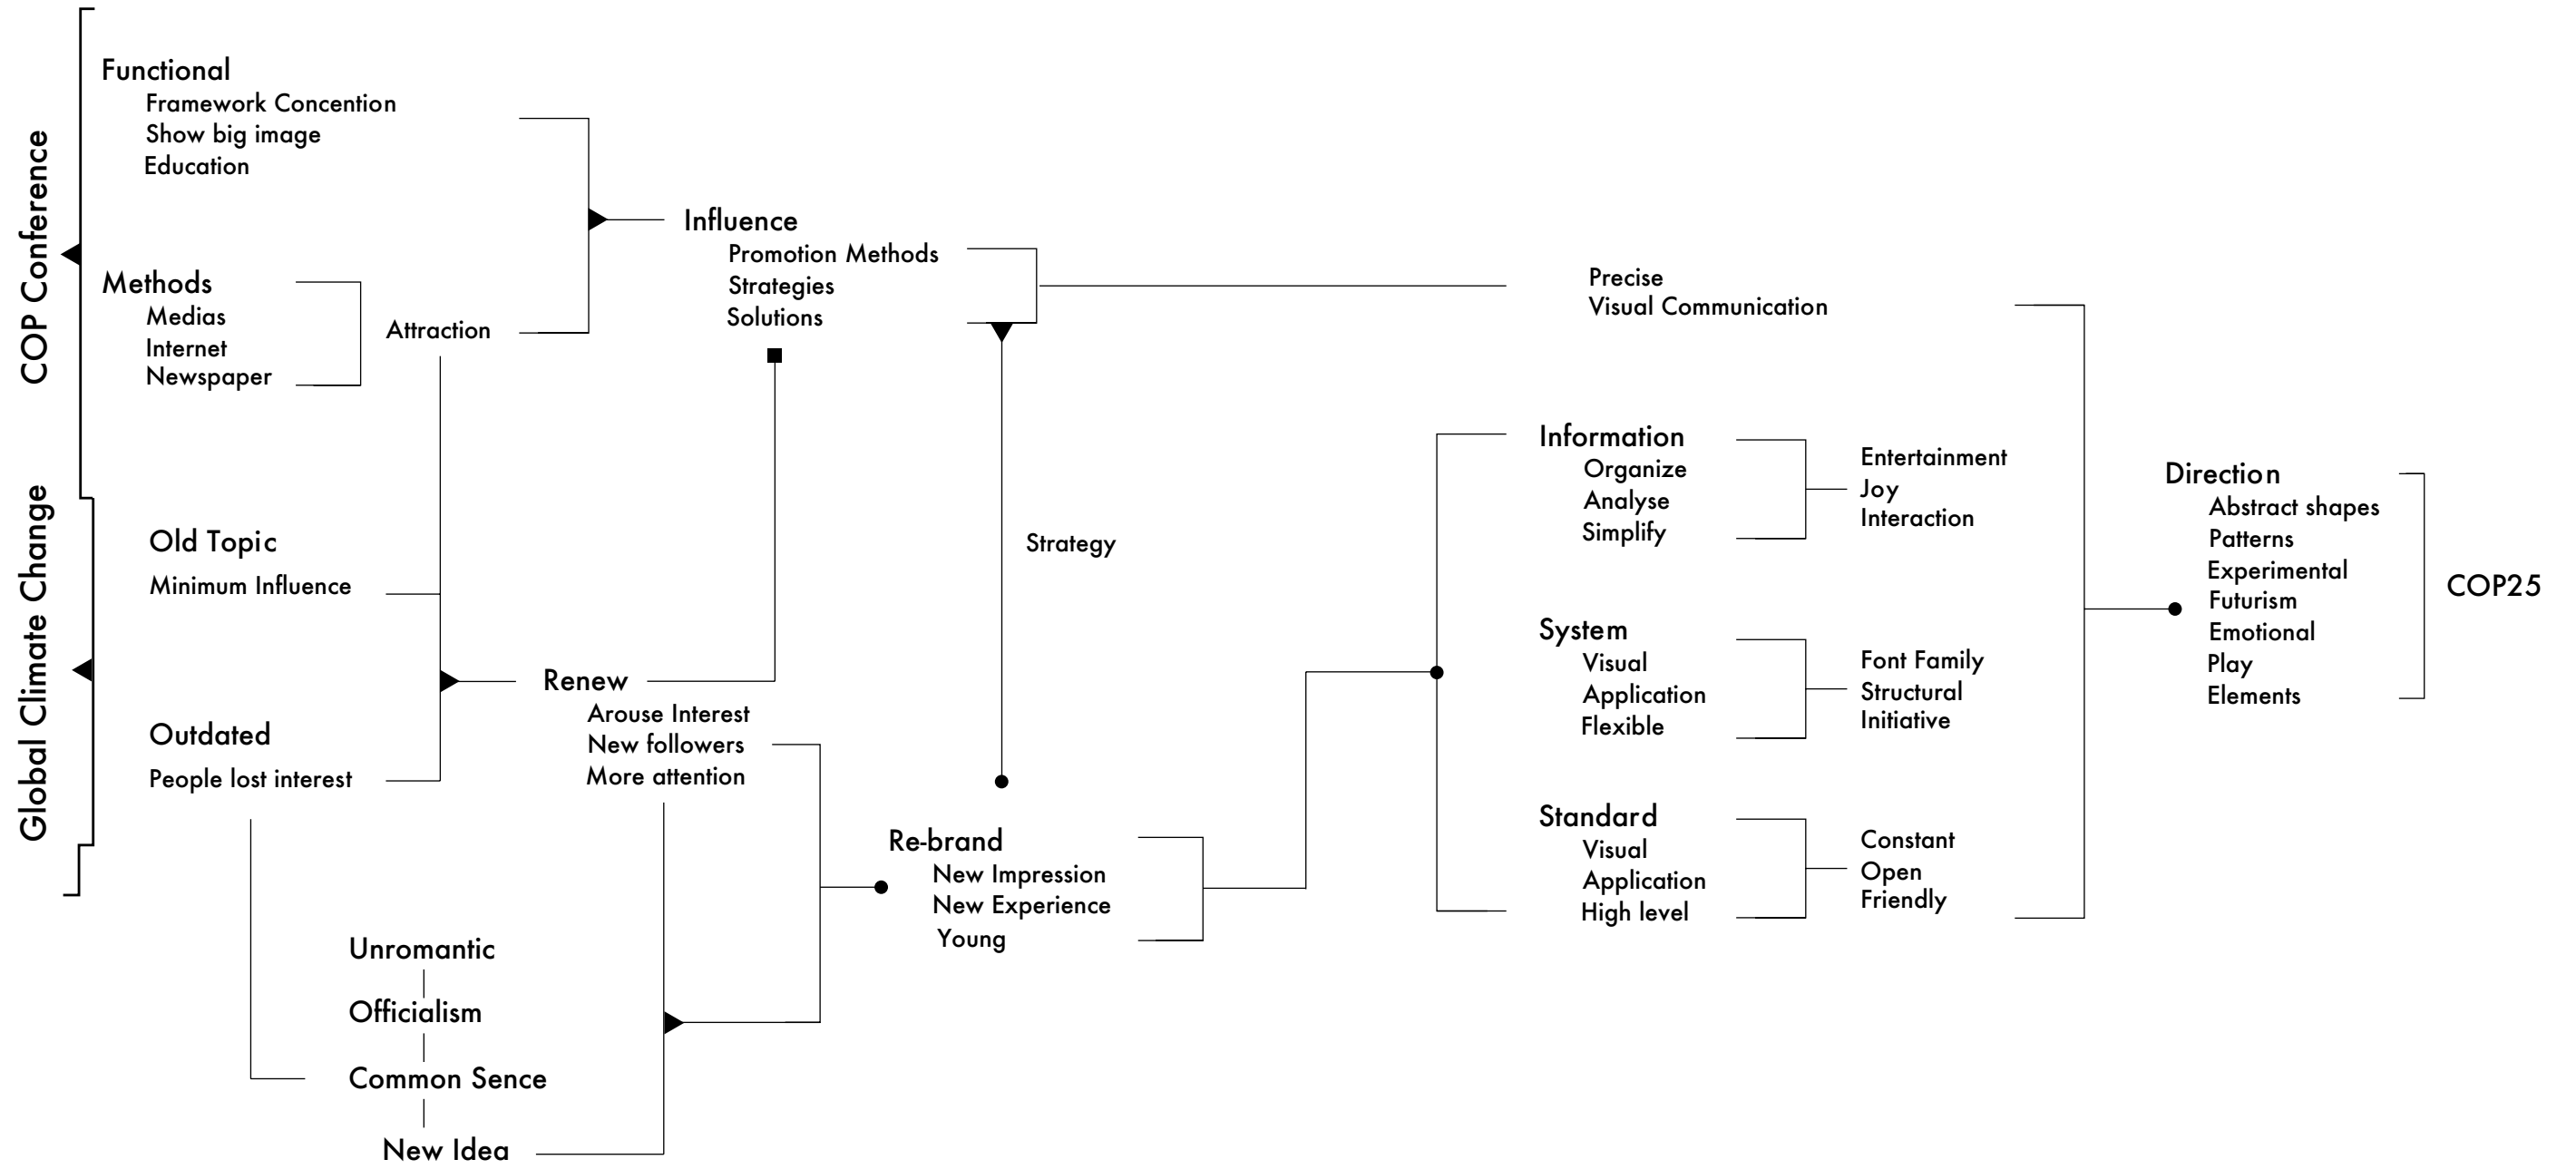 COP Conference
Functional
Framework Concention
Show big image
Education
Methods
Medias
Internet
Newspaper
Attraction
Influence
Promotion Methods
Strategies
Solutions
Global Climate Change
Old Topic
Minimum Influence
Outdated
People lost interest
Renew
Arouse Interest
New followers
More attention
Unromantic
Officialism
Common Sence
New Idea
Strategy
Re-brand
New Impression
New Experience
Young
Precise
Visual Communication
Information
Organize
Analyse
Simplify
Entertainment
Joy
Interaction
System
Visual
Application
Flexible
Font Family
Structural
Initiative
Standard
Visual
Application
High level
Constant
Open
Friendly
Direction
Abstract shapes
Patterns
Experimental
Futurism
Emotional
Play
Elements
COP25